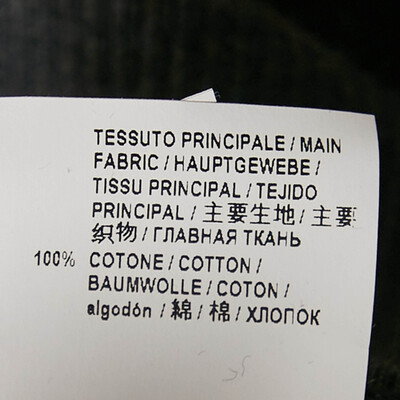 TESSUTO PRINCIPALE / MAIN
FABRIC / HAUPTGEWEBE /
TISSU PRINCIPAL / TEJIDO
PRINCIPAL / 主要生地 / 主要
织物 / ГЛАВНАЯ ТКАНЬ
100% COTONE / COTTON /
BAUMWOLLE / COTON /
algodón / 綿 / 棉 / ХЛОПОК